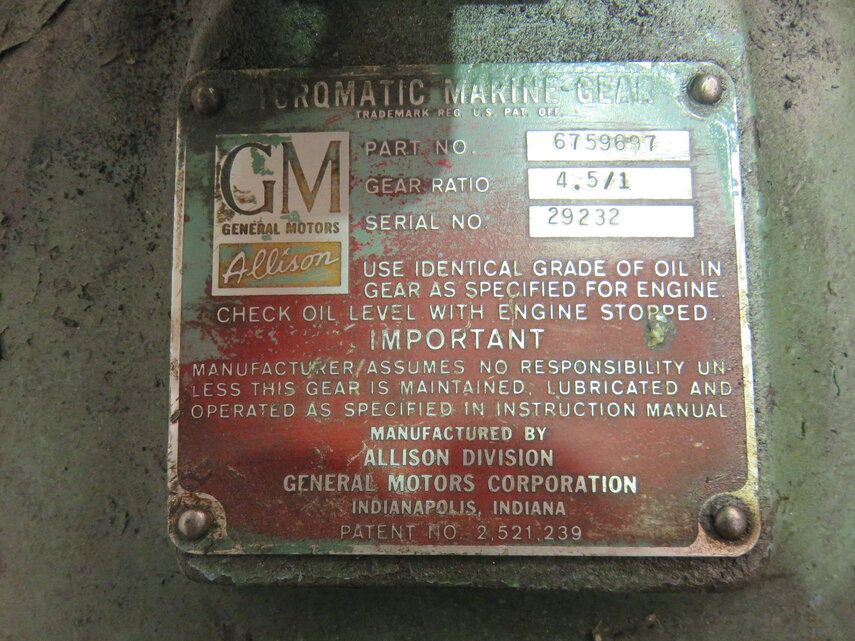 TORQMATIC MARINE GEAR
TRADEMARK REG. U.S. PAT. OFF.
GM
GENERAL MOTORS
Allison
PART NO. 6759697
GEAR RATIO 4.5/1
SERIAL NO. 29232
USE IDENTICAL GRADE OF OIL IN
GEAR AS SPECIFIED FOR ENGINE.
CHECK OIL LEVEL WITH ENGINE STOPPED.
IMPORTANT
MANUFACTURER ASSUMES NO RESPONSIBILITY UN-
LESS THIS GEAR IS MAINTAINED, LUBRICATED AND
OPERATED AS SPECIFIED IN INSTRUCTION MANUAL.
MANUFACTURED BY
ALLISON DIVISION
GENERAL MOTORS CORPORATION
INDIANAPOLIS, INDIANA
PATENT NO. 2,521,239